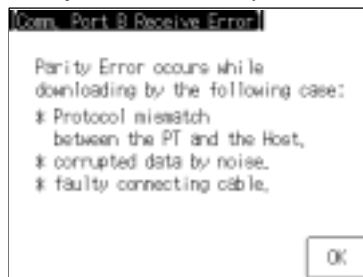 Comm. Port B Receive Error
Parity Error occurs while
downloading by the following case:
* Protocol mismatch
between the PT and the Host,
* corrupted data by noise.
* faulty connecting cable,
OK